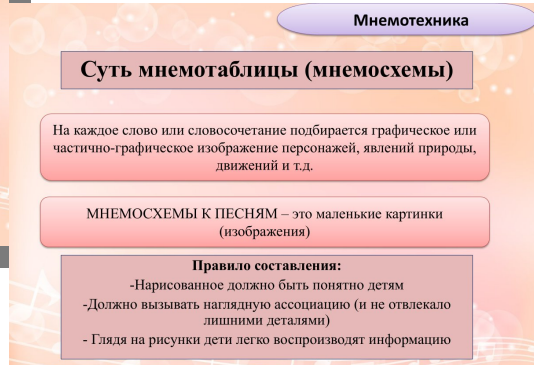 Мнемотехника
Суть мнемотаблицы (мнемосхемы)
На каждое слово или словосочетание подбирается графическое или
частично-графическое изображение персонажей, явлений природы,
движений и т.д.
МНЕМОСХЕМЫ К ПЕСНЯМ – это маленькие картинки
(изображения)
Правило составления:
-Нарисованное должно быть понятно детям
-Должно вызывать наглядную ассоциацию (и не отвлекало
лишними деталями)
- Глядя на рисунки дети легко воспроизводят информацию